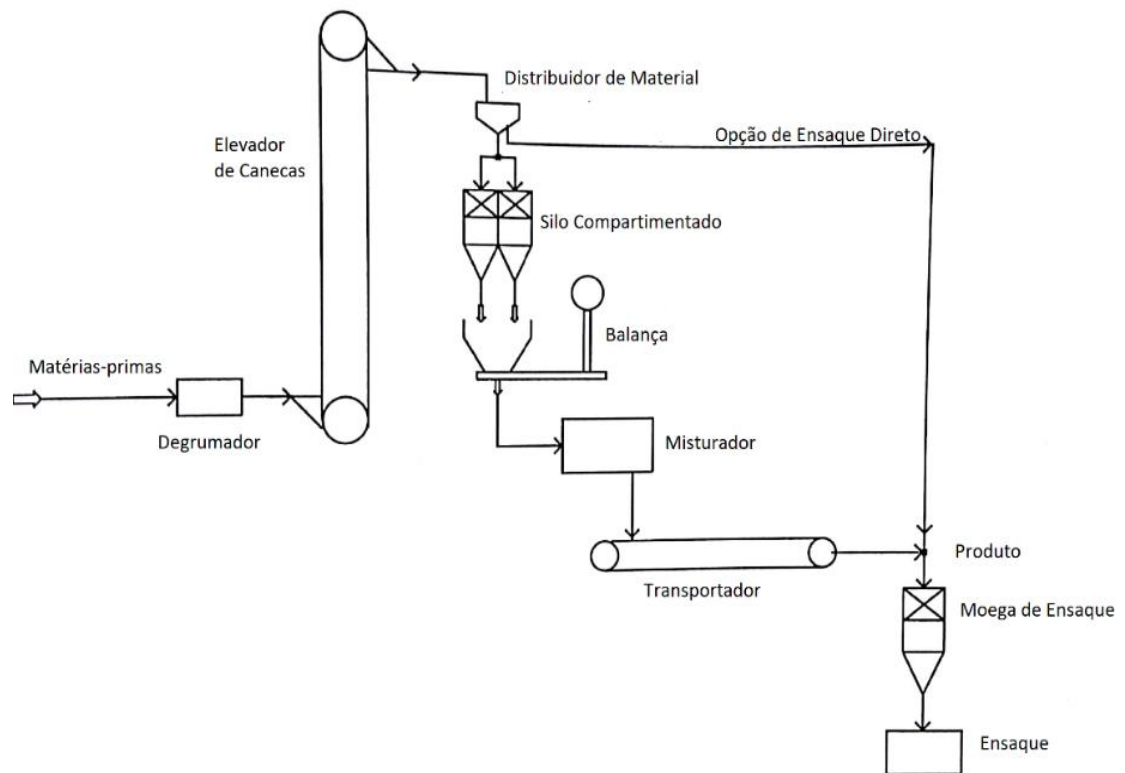 Distribuidor de Material
Opção de Ensaque Direto
Elevador
de Canecas
Silo Compartimentado
Balança
Matérias-primas
Degrumador
Misturador
Produto
Transportador
Moega de Ensaque
Ensaque